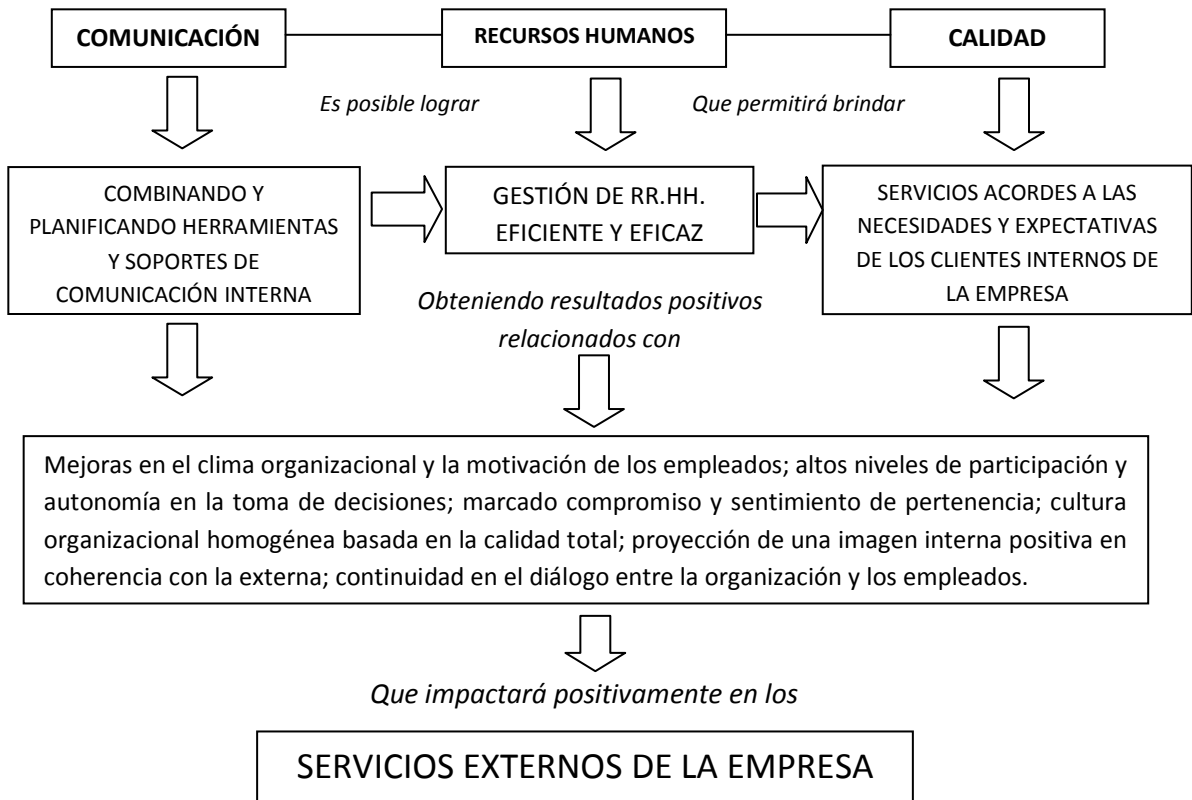 COMUNICACIÓN
RECURSOS HUMANOS
CALIDAD
Es posible lograr
Que permitirá brindar
COMBINANDO Y
PLANIFICANDO HERRAMIENTAS
Y SOPORTES DE
COMUNICACIÓN INTERNA
GESTIÓN DE RR.HH.
EFICIENTE Y EFICAZ
SERVICIOS ACORDES A LAS
NECESIDADES Y EXPECTATIVAS
DE LOS CLIENTES INTERNOS DE
LA EMPRESA
Obteniendo resultados positivos
relacionados con
Mejoras en el clima organizacional y la motivación de los empleados; altos niveles de participación y
autonomía en la toma de decisiones; marcado compromiso y sentimiento de pertenencia; cultura
organizacional homogénea basada en la calidad total; proyección de una imagen interna positiva en
coherencia con la externa; continuidad en el diálogo entre la organización y los empleados.
Que impactará positivamente en los
SERVICIOS EXTERNOS DE LA EMPRESA